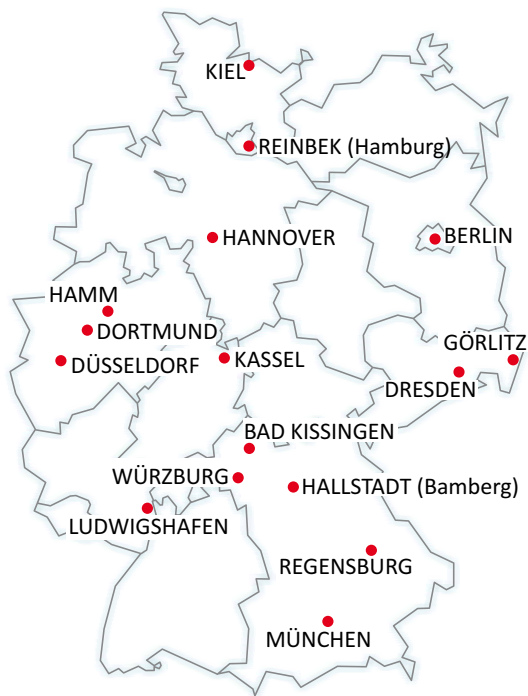 KIEL
REINBEK (Hamburg)
HANNOVER
BERLIN
HAMM
DORTMUND
GÖRLITZ
DÜSSELDORF
KASSEL
DRESDEN
BAD KISSINGEN
WÜRZBURG
HALLSTADT (Bamberg)
LUDWIGSHAFEN
REGENSBURG
MÜNCHEN